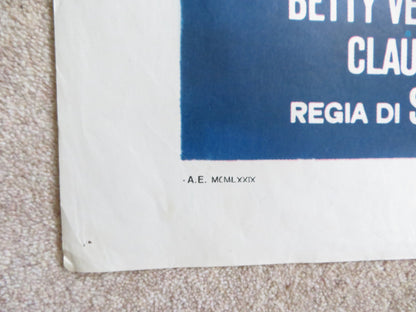 BETTY VE
CLAU
REGIA DI S
- A.E. MCMLXXIX